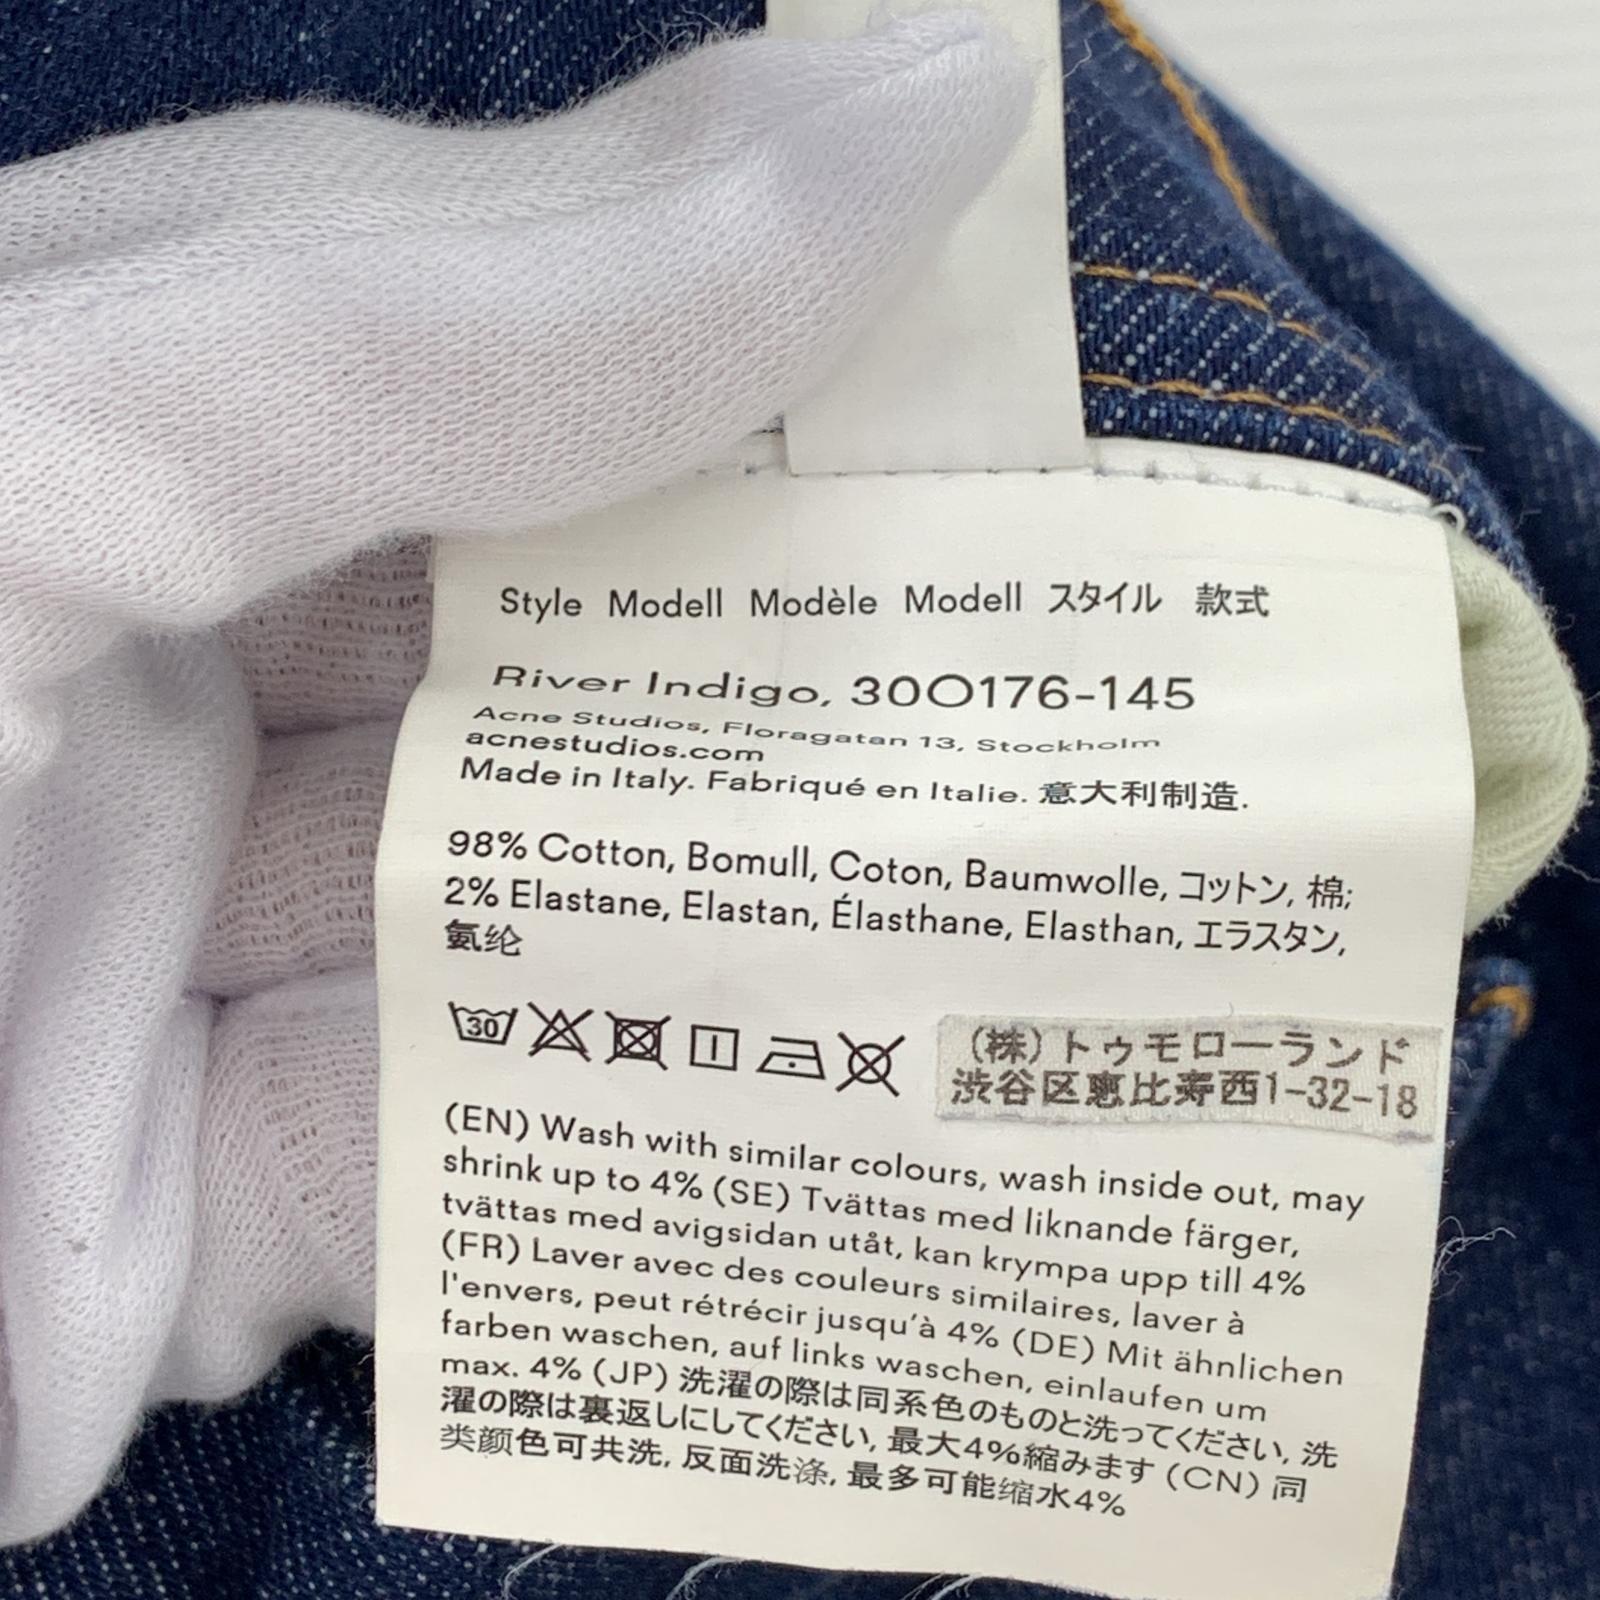 Style Modell Modèle Modell スタイル 款式
River Indigo, 30O176-145
Acne Studios, Floragatan 13, Stockholm
acnestudios.com
Made in Italy. Fabriqué en Italie. 意大利制造.
98% Cotton, Bomull, Coton, Baumwolle, コットン, 棉;
2% Elastane, Elastan, Élasthane, Elasthan, エラスタン,
氨纶
30
(株)トゥモローランド
渋谷区恵比寿西1-32-18
(EN) Wash with similar colours, wash inside out, may
shrink up to 4% (SE) Tvättas med liknande färger,
tvättas med avigsidan utåt, kan krympa upp till 4%
(FR) Laver avec des couleurs similaires, laver à
l'envers, peut rétrécir jusqu'à 4% (DE) Mit ähnlichen
farben waschen, auf links waschen, einlaufen um
max. 4% (JP) 洗濯の際は同系色のものと洗ってください, 洗
濯の際は裏返しにしてください, 最大4%縮みます (CN) 同
类颜色可共洗, 反面洗涤, 最多可能缩水4%